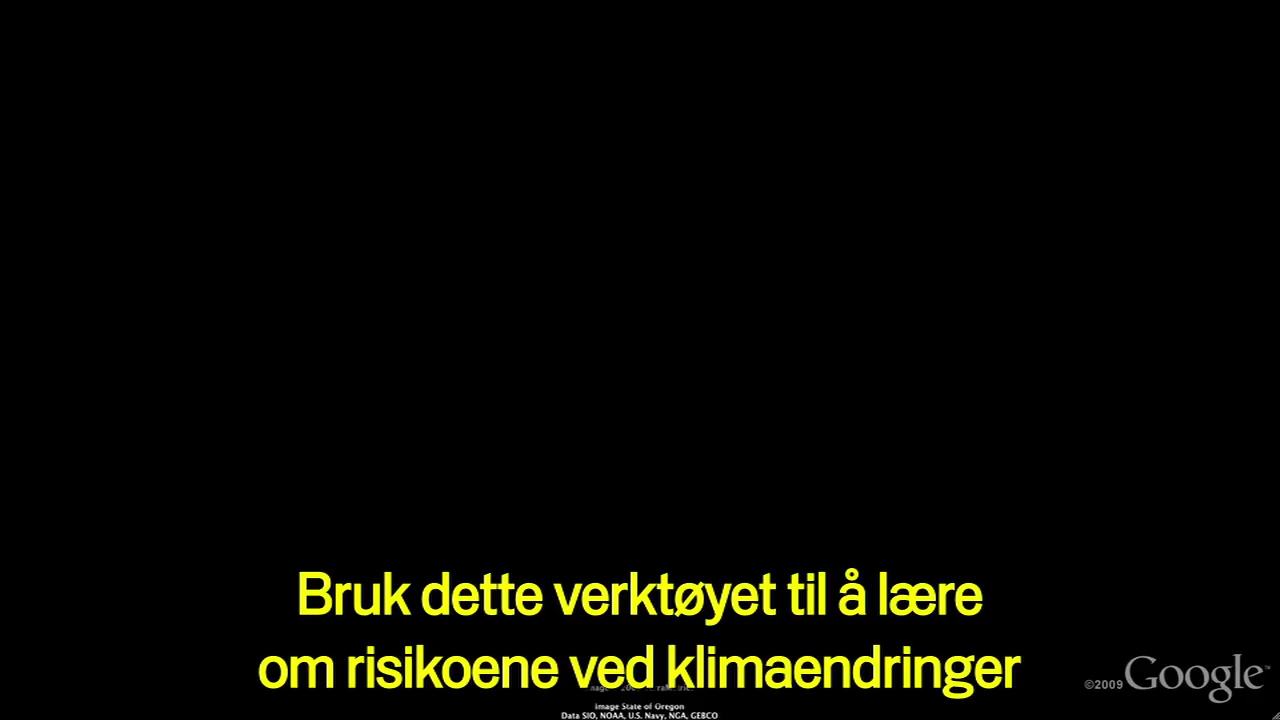 Bruk dette verktøyet til å lære
om risikoene ved klimaendringer
©2009 Google™
Image State of Oregon
Data SIO, NOAA, U.S. Navy, NGA, GEBCO